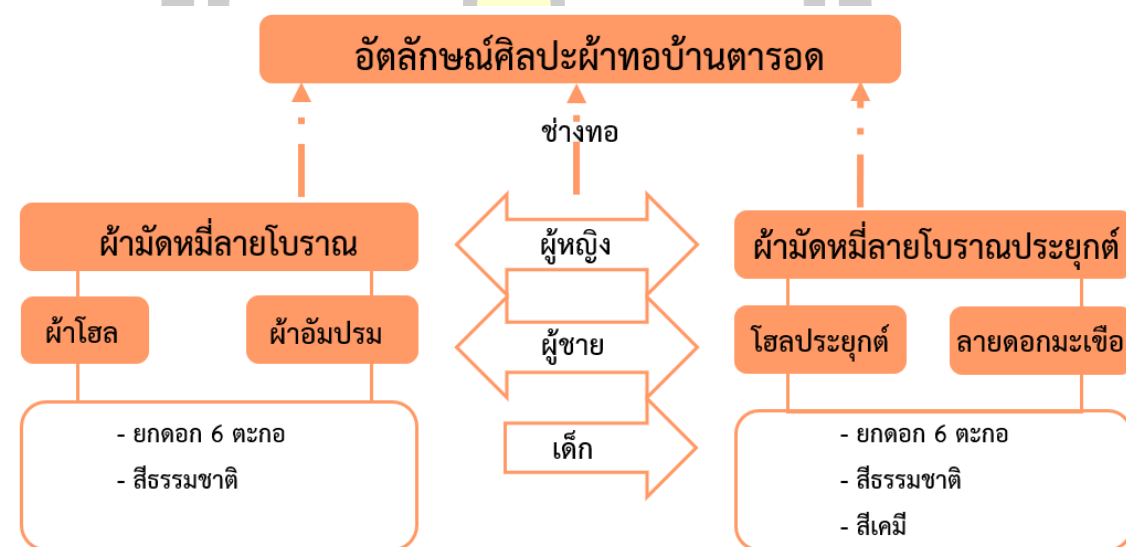 อัตลักษณ์ศิลปะผ้าทอบ้านตารอด
ช่างทอ
ผ้ามัดหมี่ลายโบราณ
ผู้หญิง
ผ้ามัดหมี่ลายโบราณประยุกต์
ผ้าโฮล
ผ้าอัมปรม
ผู้ชาย
โฮลประยุกต์
ลายดอกมะเขือ
- ยกดอก 6 ตะกอ
- สีธรรมชาติ
เด็ก
- ยกดอก 6 ตะกอ
- สีธรรมชาติ
- สีเคมี